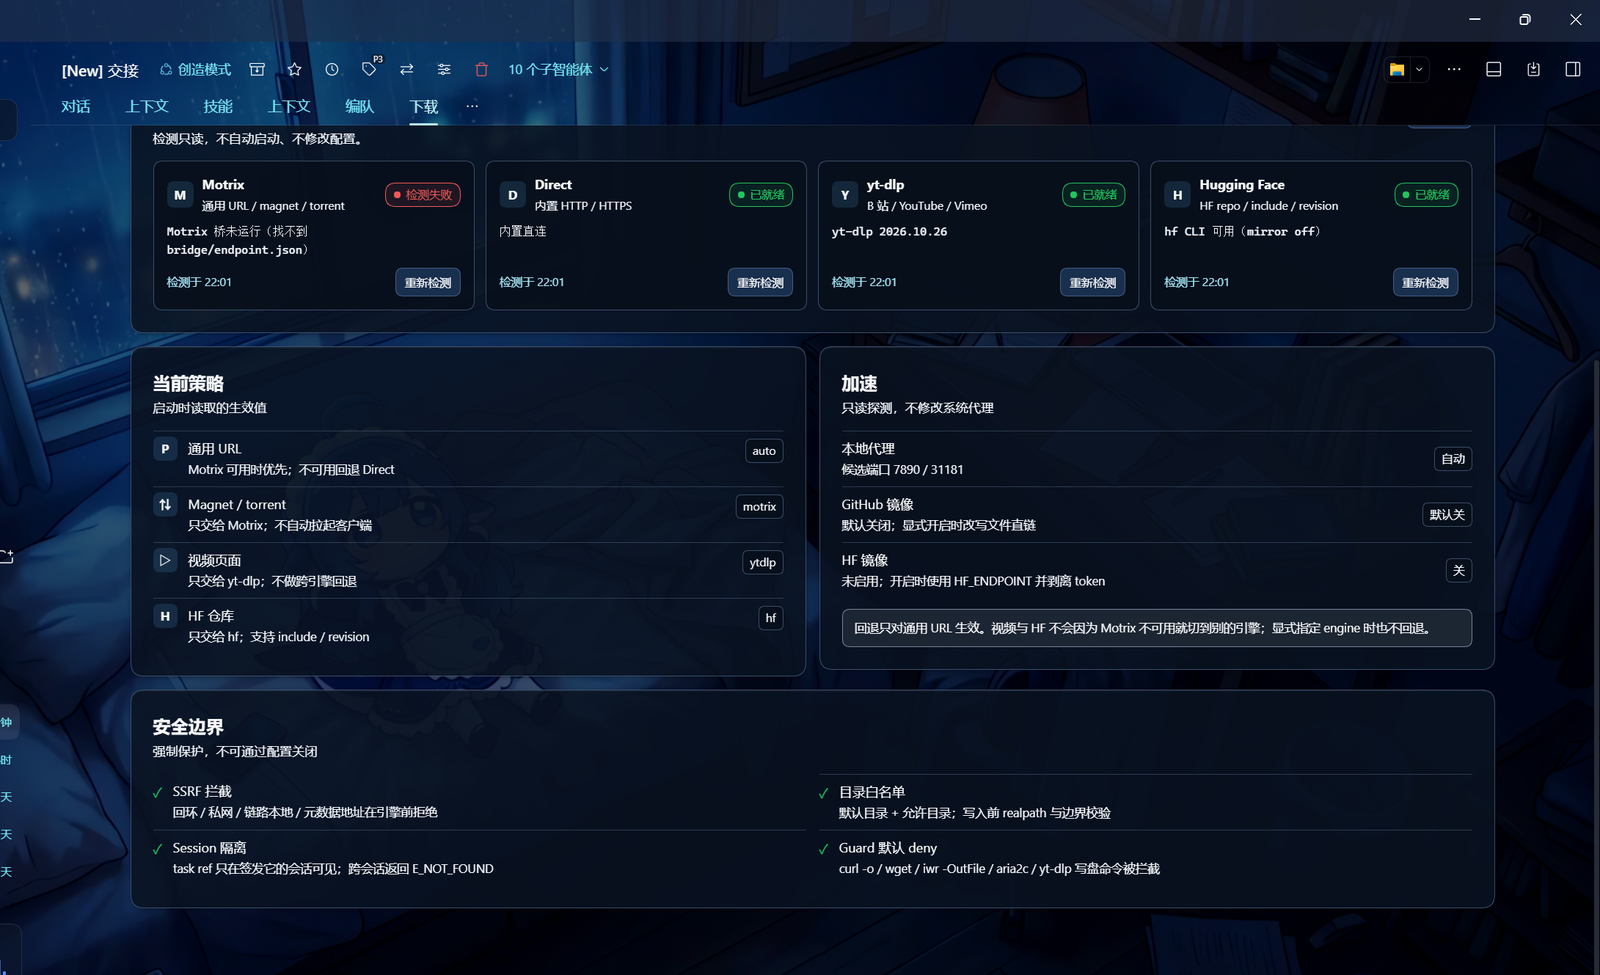 [New] 交接
创造模式
P3
10 个子智能体
对话
上下文
技能
上下文
编队
下载
...
检测只读，不自动启动、不修改配置。
M
Motrix
检测失败
通用 URL / magnet / torrent
Motrix 桥未运行（找不到
bridge/endpoint.json）
检测于 22:01
重新检测
D
Direct
已就绪
内置 HTTP / HTTPS
内置直连
检测于 22:01
重新检测
Y
yt-dlp
已就绪
B 站 / YouTube / Vimeo
yt-dlp 2026.10.26
检测于 22:01
重新检测
H
Hugging Face
已就绪
HF repo / include / revision
hf CLI 可用（mirror off）
检测于 22:01
重新检测
当前策略
启动时读取的生效值
P
通用 URL
auto
Motrix 可用时优先；不可用回退 Direct
Magnet / torrent
motrix
只交给 Motrix；不自动拉起客户端
视频页面
ytdlp
只交给 yt-dlp；不做跨引擎回退
H
HF 仓库
hf
只交给 hf；支持 include / revision
加速
只读探测，不修改系统代理
本地代理
自动
候选端口 7890 / 31181
GitHub 镜像
默认关
默认关闭；显式开启时改写文件直链
HF 镜像
关
未启用；开启时使用 HF_ENDPOINT 并剥离 token
回退只对通用 URL 生效。视频与 HF 不会因为 Motrix 不可用就切到别的引擎；显式指定 engine 时也不回退。
安全边界
强制保护，不可通过配置关闭
SSRF 拦截
回环 / 私网 / 链路本地 / 元数据地址在引擎前拒绝
目录白名单
默认目录 + 允许目录；写入前 realpath 与边界校验
Session 隔离
task ref 只在签发它的会话可见；跨会话返回 E_NOT_FOUND
Guard 默认 deny
curl -o / wget / iwr -OutFile / aria2c / yt-dlp 写盘命令被拦截
钟
时
天
天
天